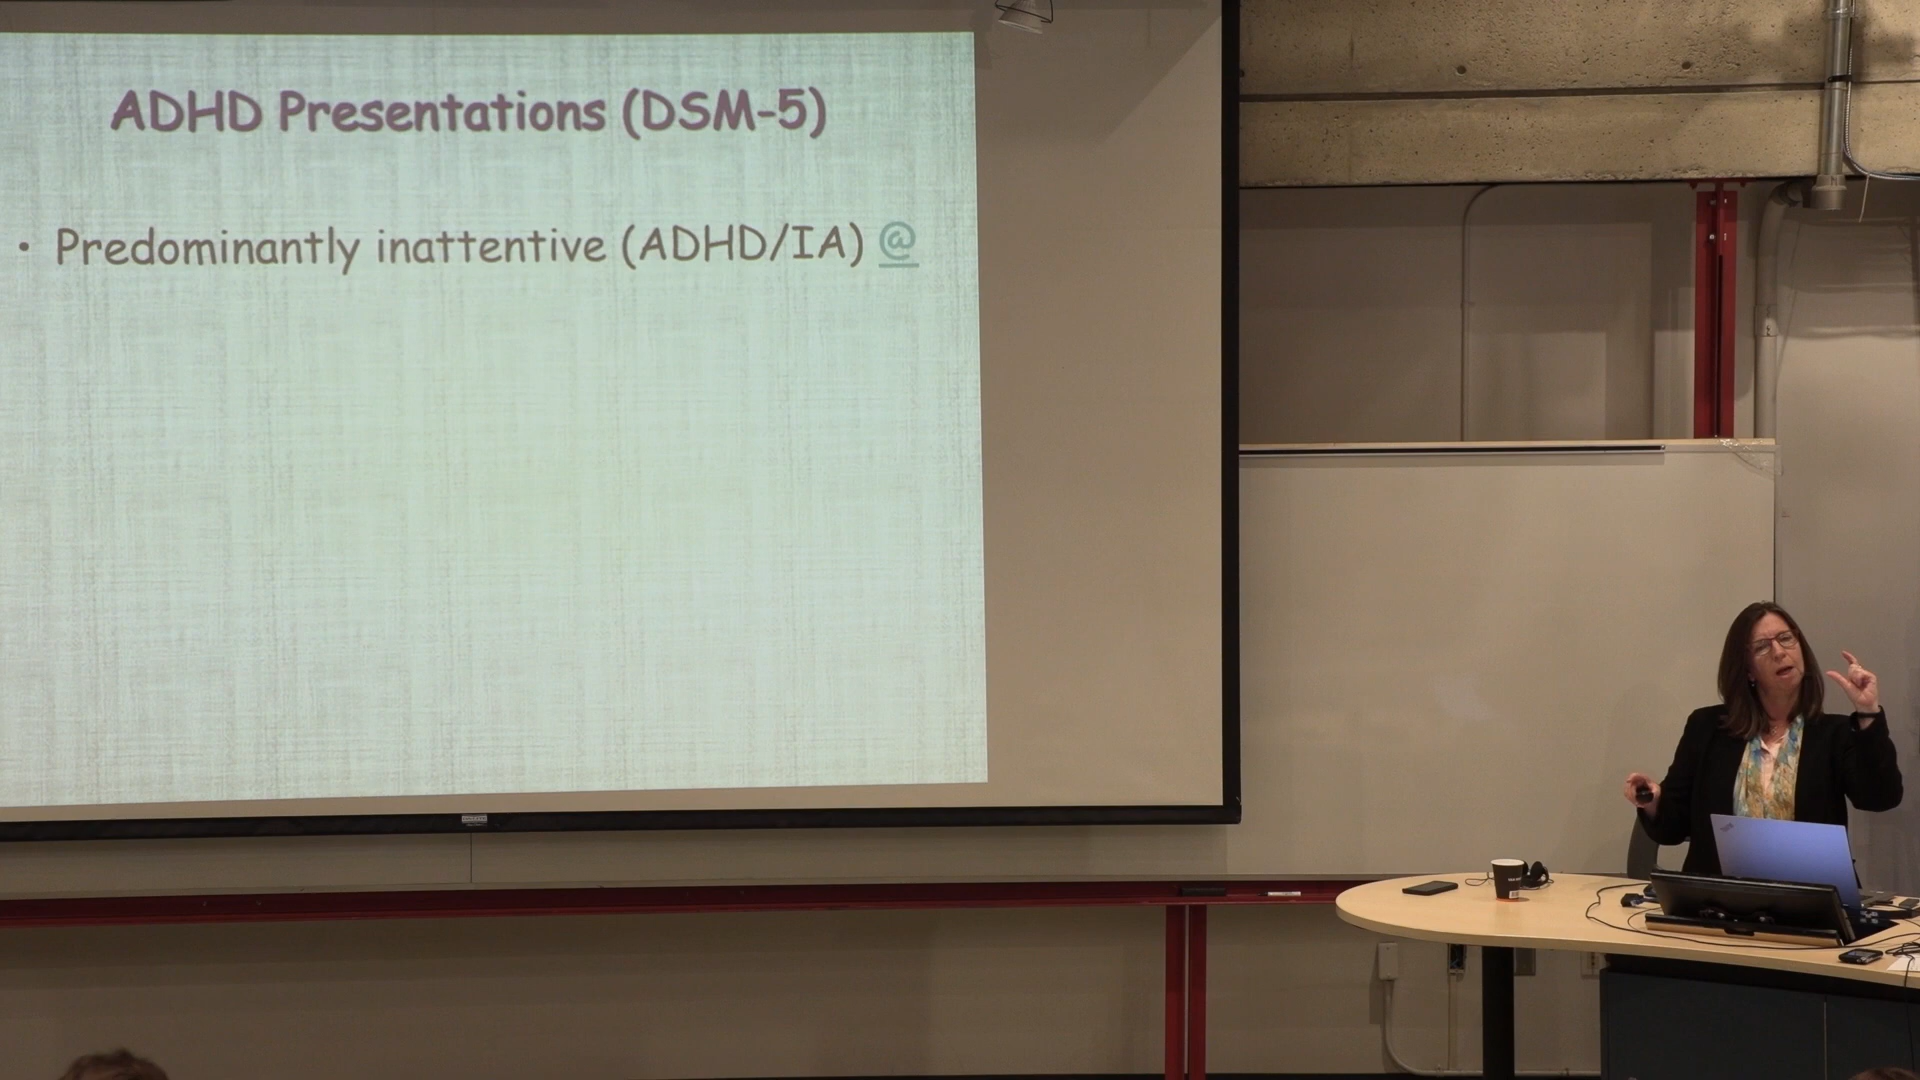 ADHD Presentations (DSM-5)
• Predominantly inattentive (ADHD/IA) @